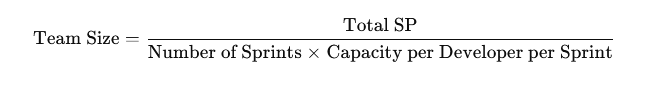 Team Size = Total SP / Number of Sprints × Capacity per Developer per Sprint